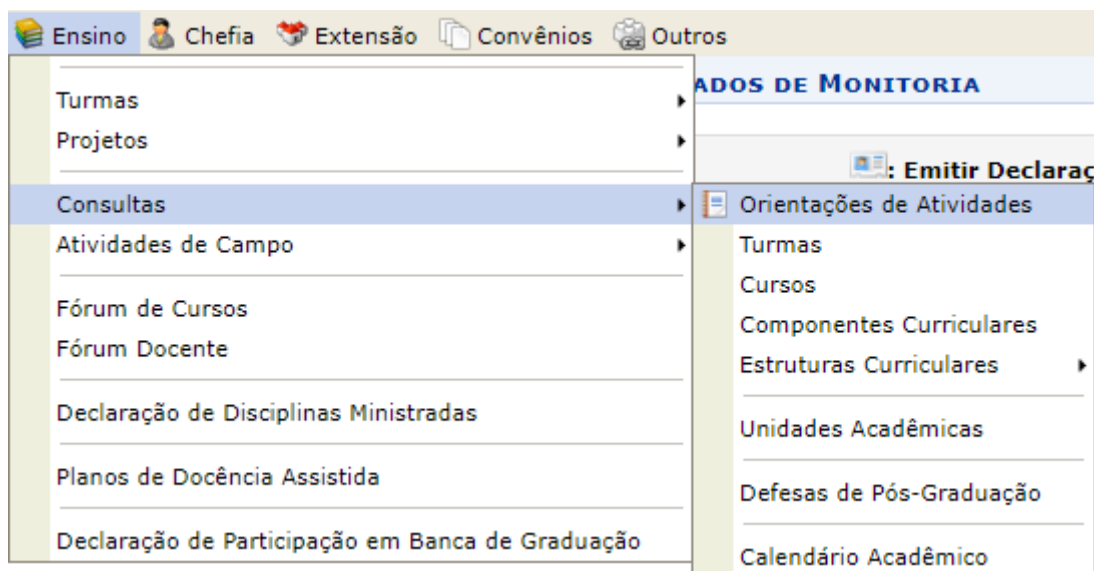 Ensino Chefia Extensão Convênios Outros
ADOS DE MONITORIA
: Emitir Declaraç
Turmas
Projetos
Consultas
Atividades de Campo
Fórum de Cursos
Fórum Docente
Declaração de Disciplinas Ministradas
Planos de Docência Assistida
Declaração de Participação em Banca de Graduação
Orientações de Atividades
Turmas
Cursos
Componentes Curriculares
Estruturas Curriculares
Unidades Acadêmicas
Defesas de Pós-Graduação
Calendário Acadêmico